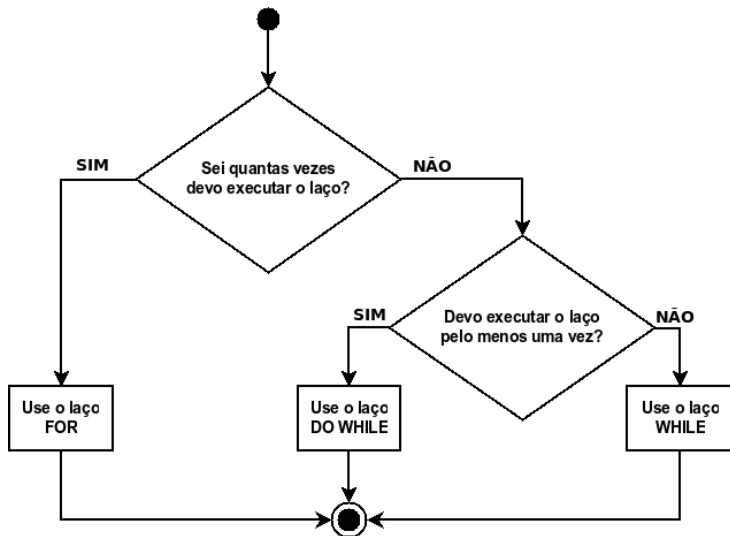 Sei quantas vezes
devo executar o laço?
SIM
NÃO
Devo executar o laço
pelo menos uma vez?
SIM
NÃO
Use o laço
FOR
Use o laço
DO WHILE
Use o laço
WHILE